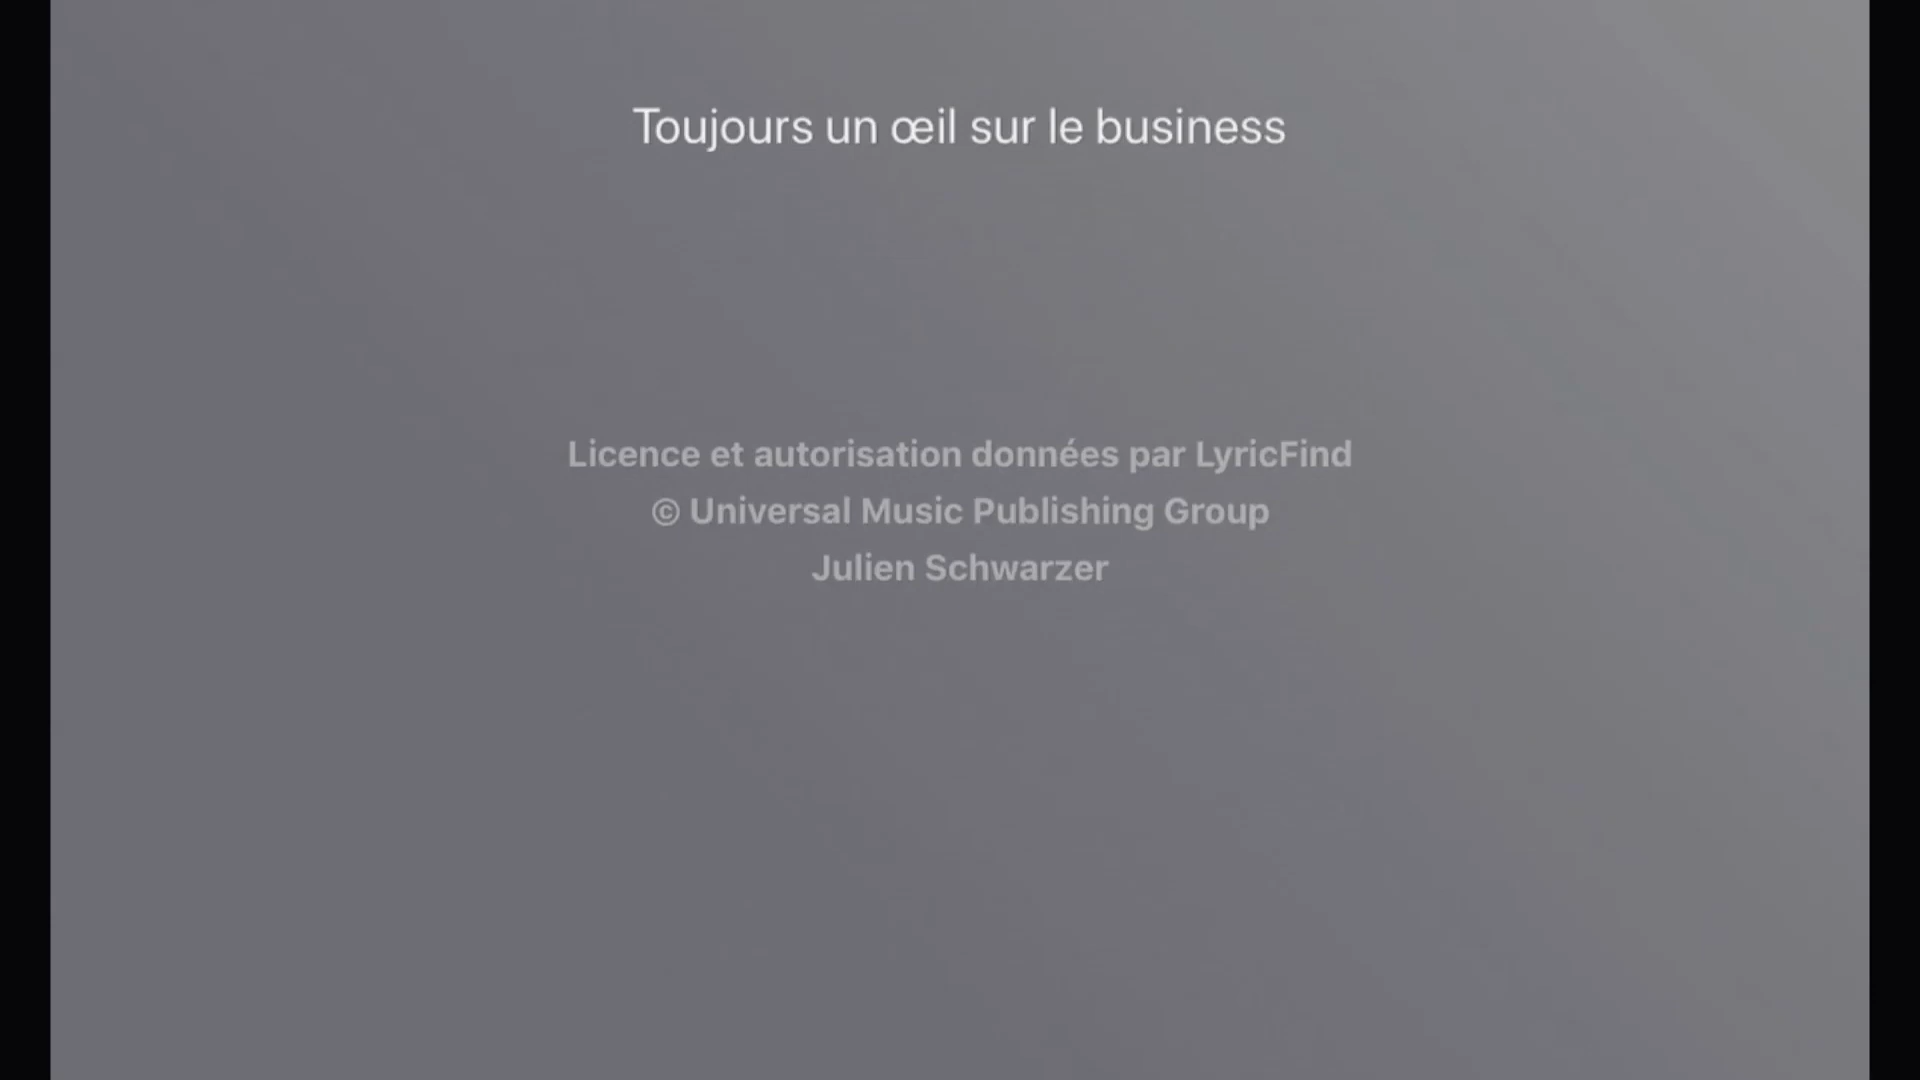 Toujours un œil sur le business
Licence et autorisation données par LyricFind
© Universal Music Publishing Group
Julien Schwarzer